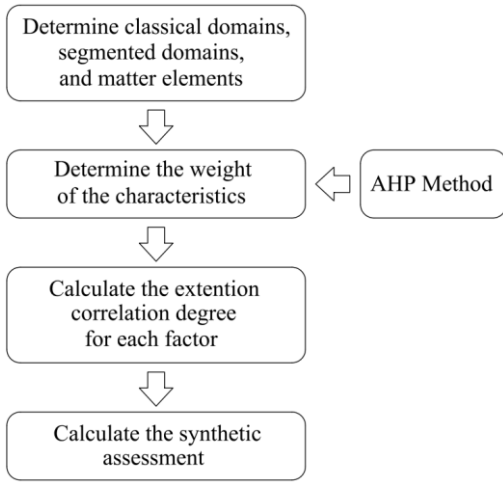 Determine classical domains,
segmented domains,
and matter elements
Determine the weight
of the characteristics
AHP Method
Calculate the extention
correlation degree
for each factor
Calculate the synthetic
assessment